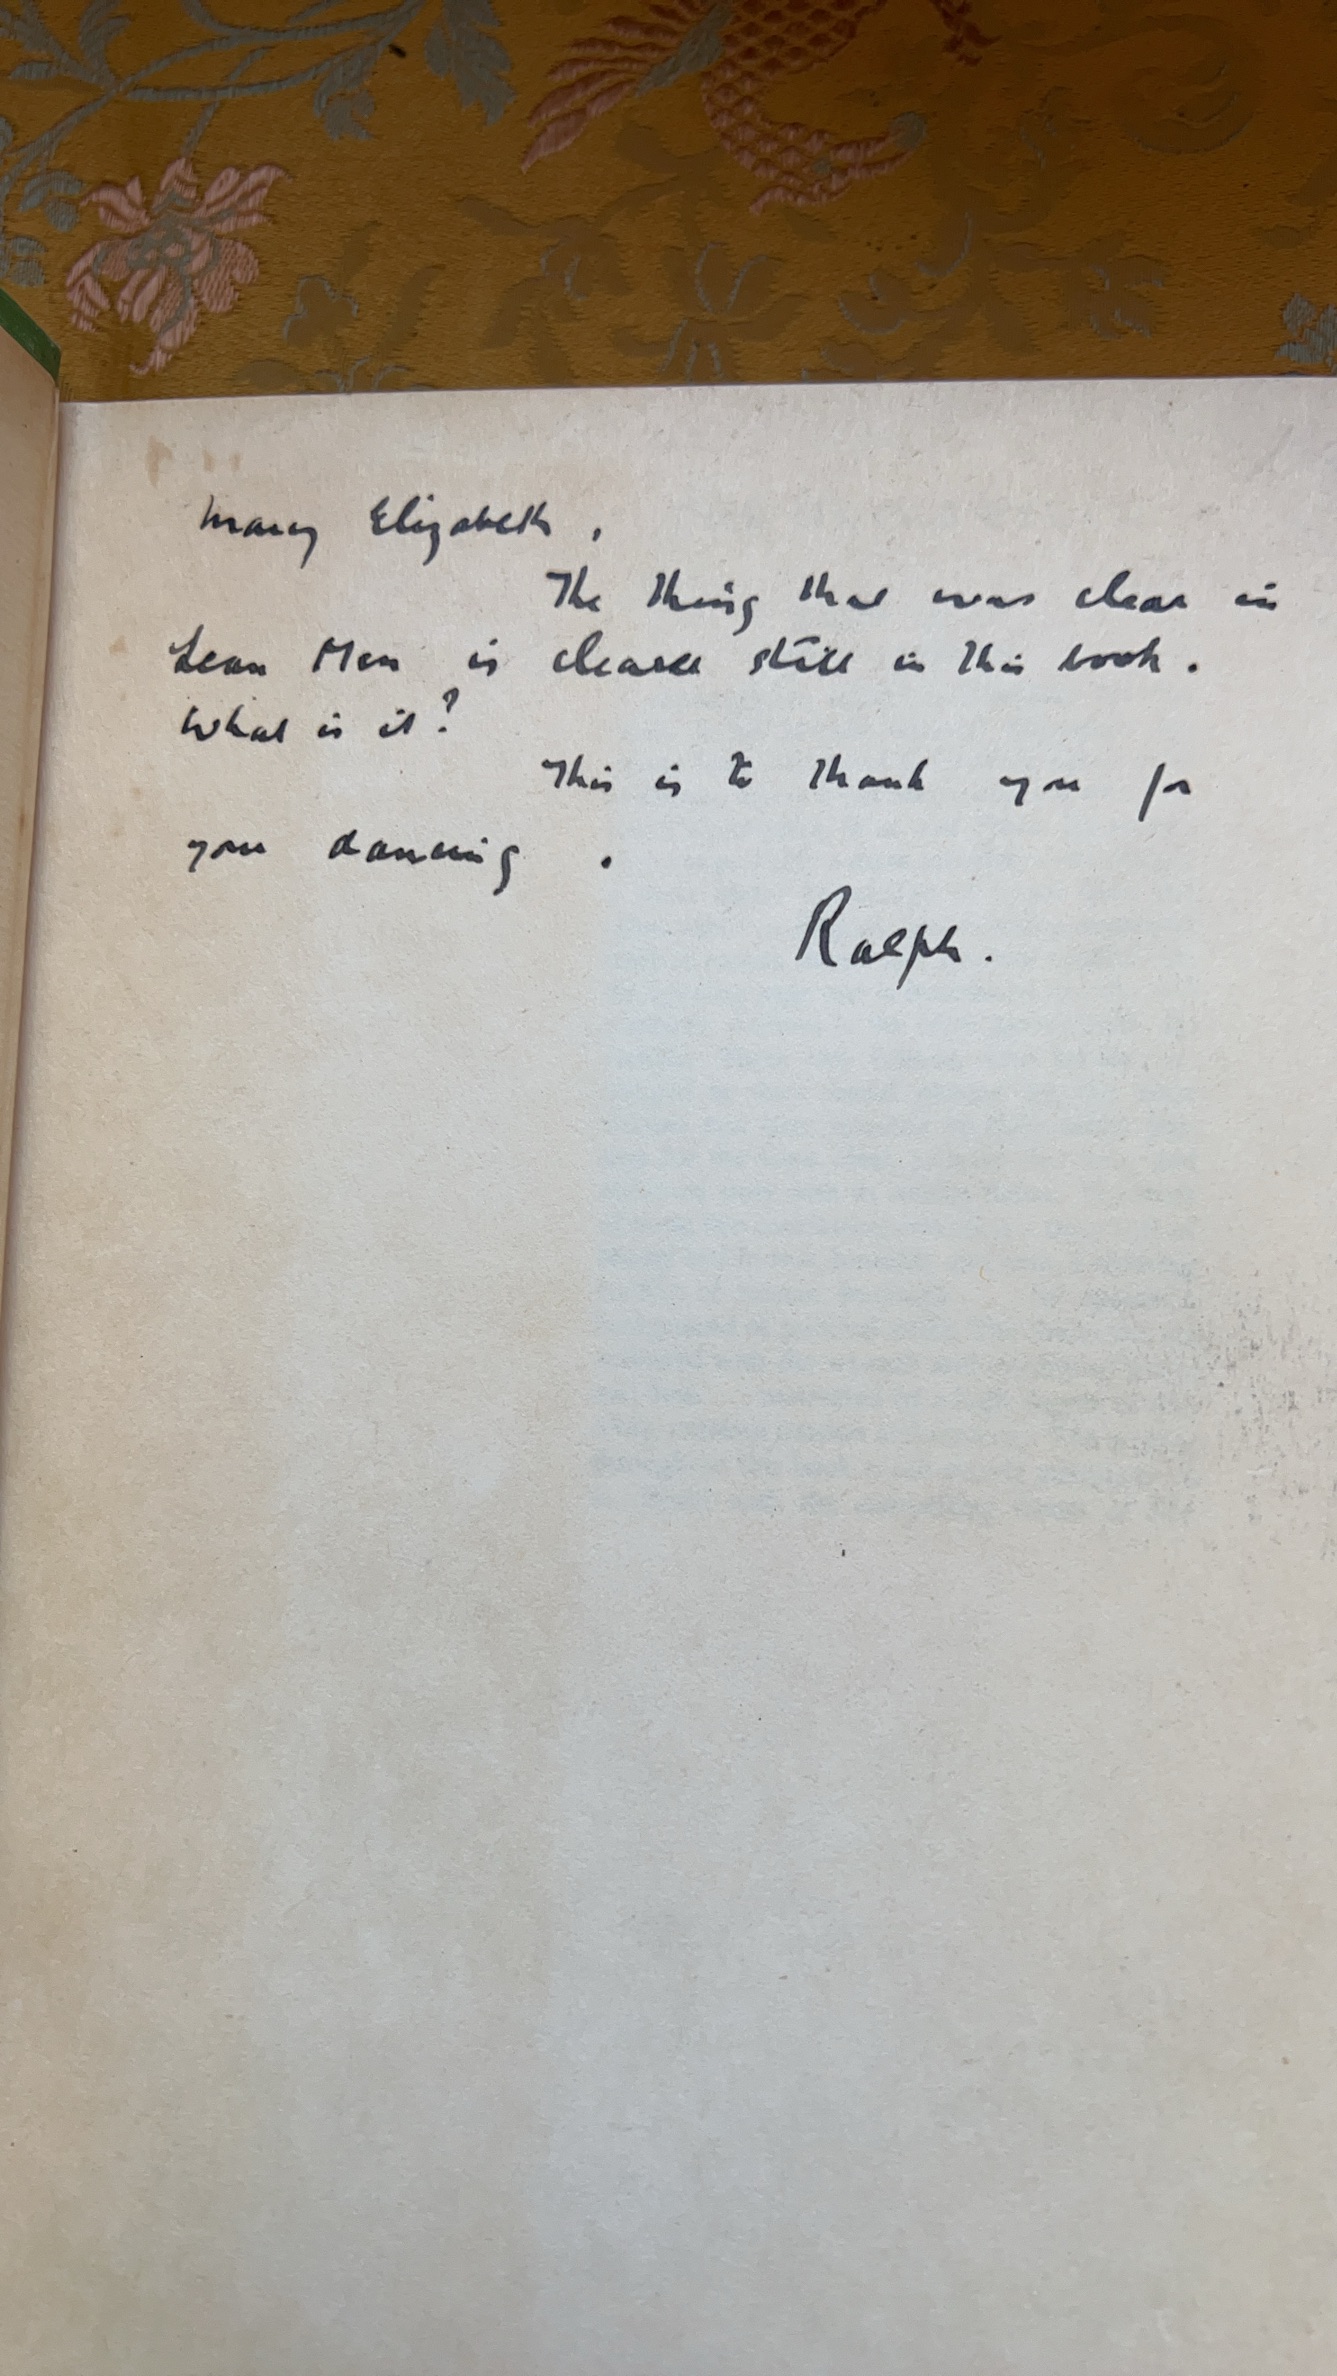 Mary Elizabeth,
The thing that was clear in
Lean Men is clearer still in this book.
What is it?
This is to thank you for
your dancing.
Ralph.